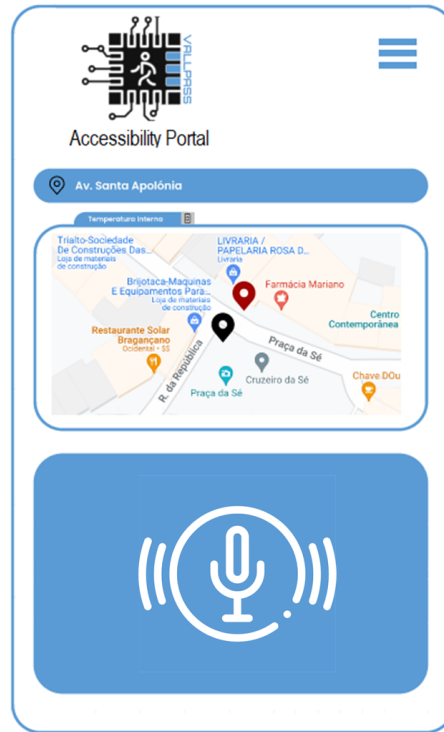 VALLPASS
Accessibility Portal
Av. Santa Apolónia
Temperatura Interna
Trialto-Sociedade
De Construções Das...
Loja de materiais
de construção
LIVRARIA /
PAPELARIA ROSA D...
Livraria
Brijotaca-Maquinas
E Equipamentos Para...
Loja de materiais
de construção
Farmácia Mariano
Centro
Contemporânea
Restaurante Solar
Bragançano
Ocidental · $$
Praça da Sé
R. da República
Cruzeiro da Sé
Praça da Sé
Chave DOu